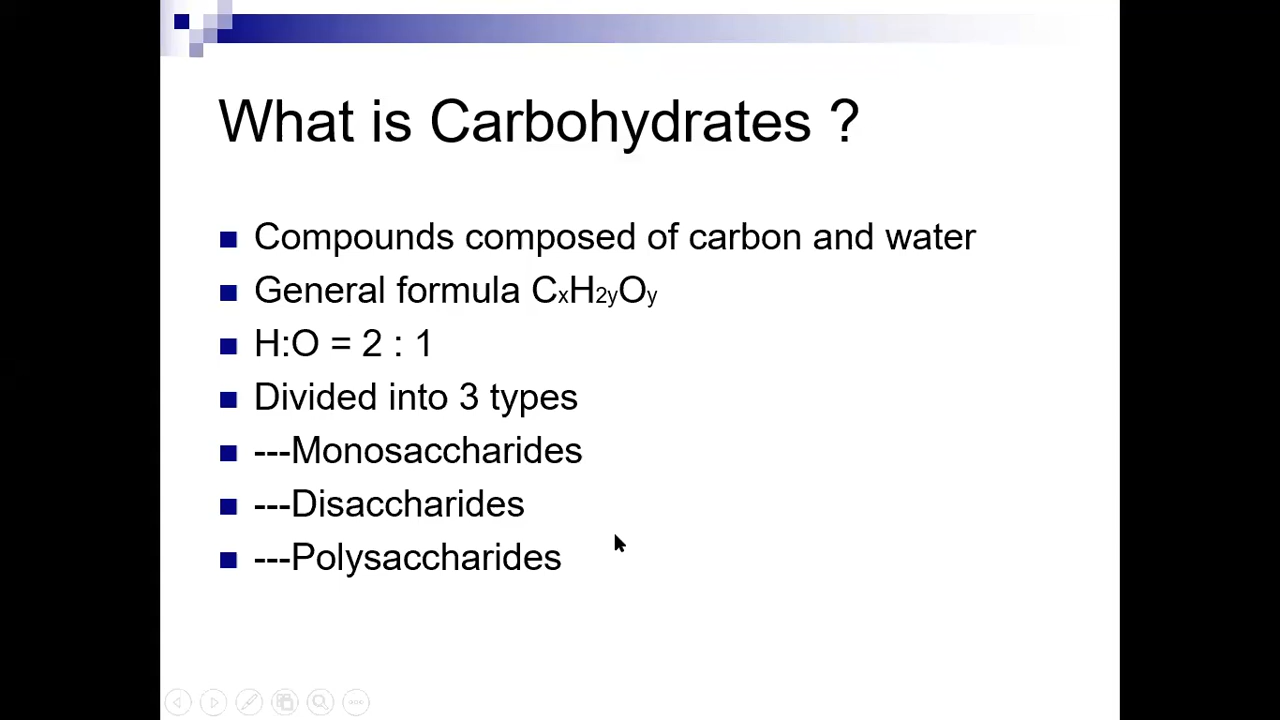 What is Carbohydrates ?
Compounds composed of carbon and water
General formula CxH2yOy
H:O = 2 : 1
Divided into 3 types
---Monosaccharides
---Disaccharides
---Polysaccharides